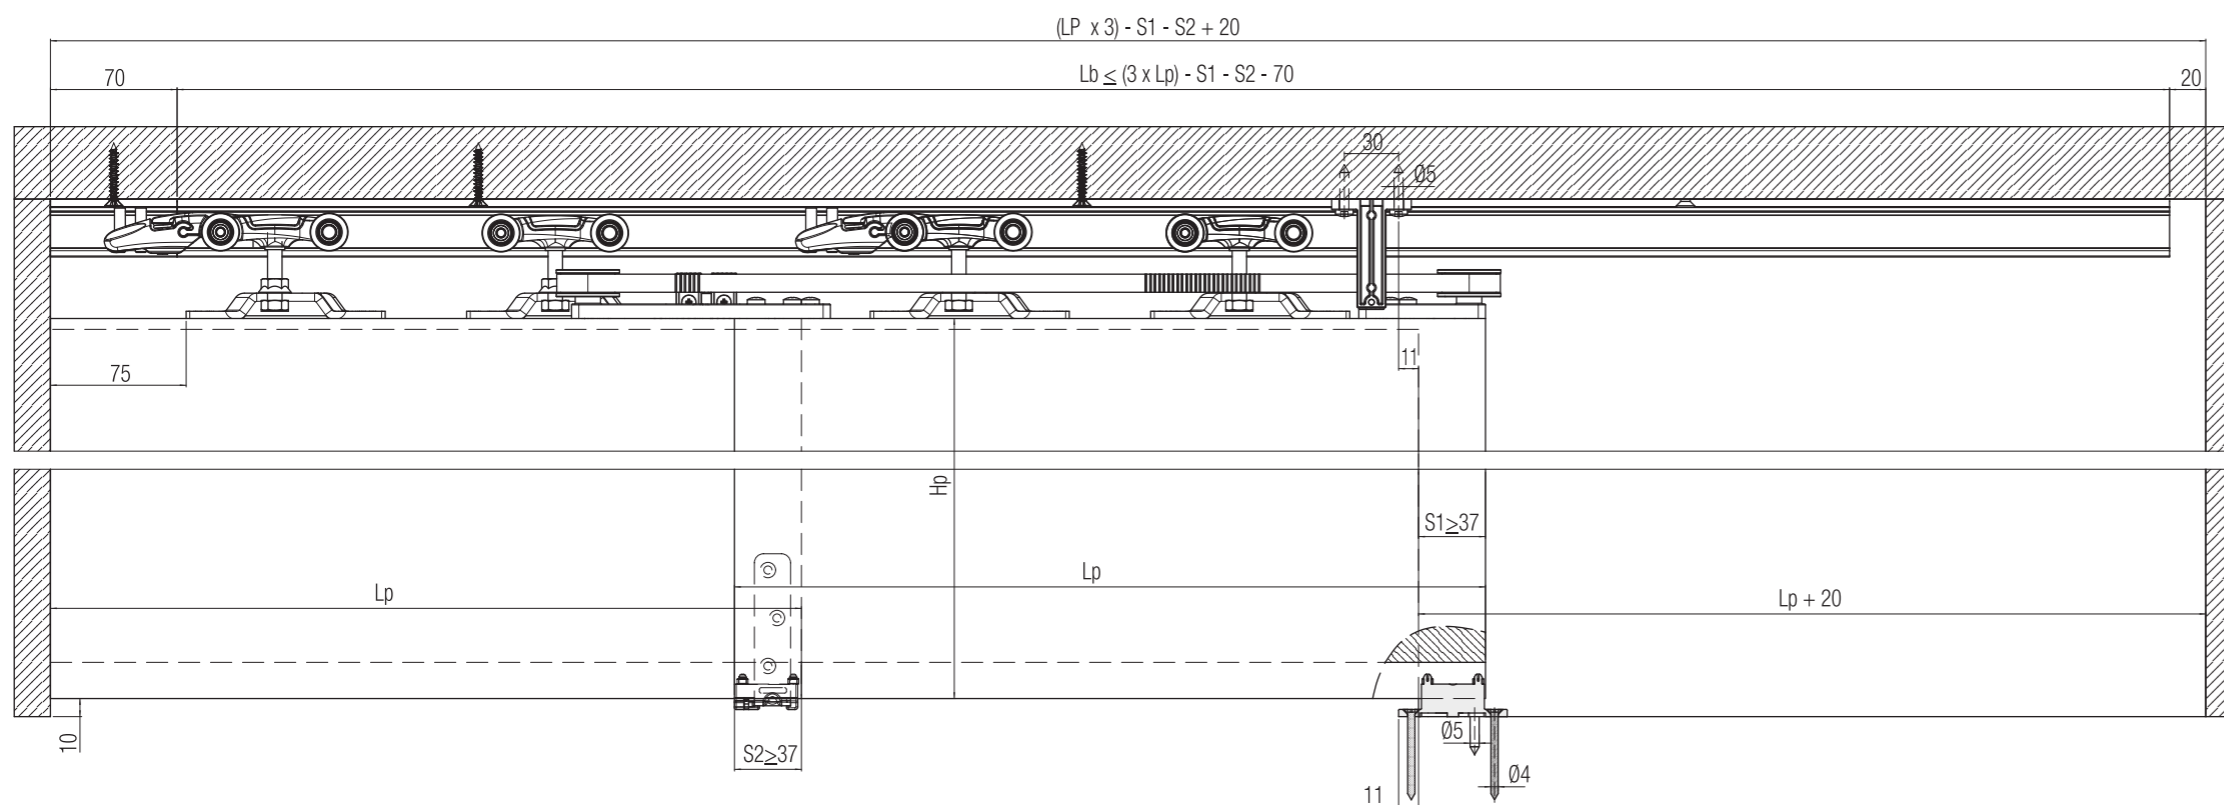 (LP x 3) - S1 - S2 + 20
70
Lb ≤ (3 x Lp) - S1 - S2 - 70
20
30
Ø5
11
75
Hp
S1≥37
Lp
Lp
Lp + 20
10
S2≥37
Ø5
Ø4
11